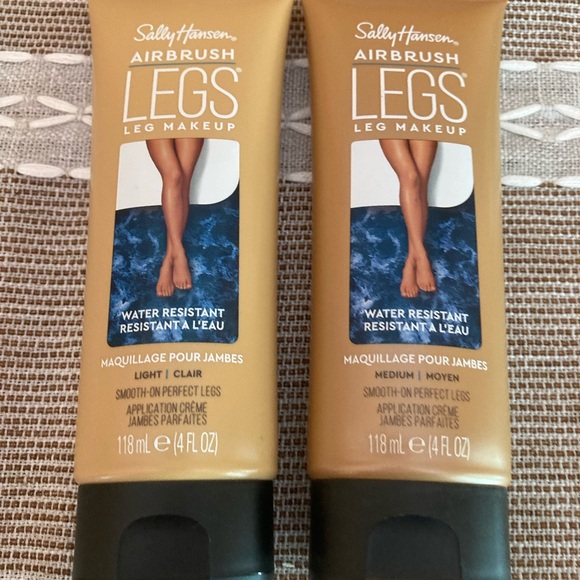 Sally Hansen®
AIRBRUSH
LEGS®
LEG MAKEUP
WATER RESISTANT
RESISTANT A L'EAU
MAQUILLAGE POUR JAMBES
LIGHT | CLAIR
SMOOTH-ON PERFECT LEGS
APPLICATION CRÈME
JAMBES PARFAITES
118 mL ℮ (4 FL OZ)
Sally Hansen®
AIRBRUSH
LEGS®
LEG MAKEUP
WATER RESISTANT
RESISTANT A L'EAU
MAQUILLAGE POUR JAMBES
MEDIUM | MOYEN
SMOOTH-ON PERFECT LEGS
APPLICATION CRÈME
JAMBES PARFAITES
118 mL ℮ (4 FL OZ)